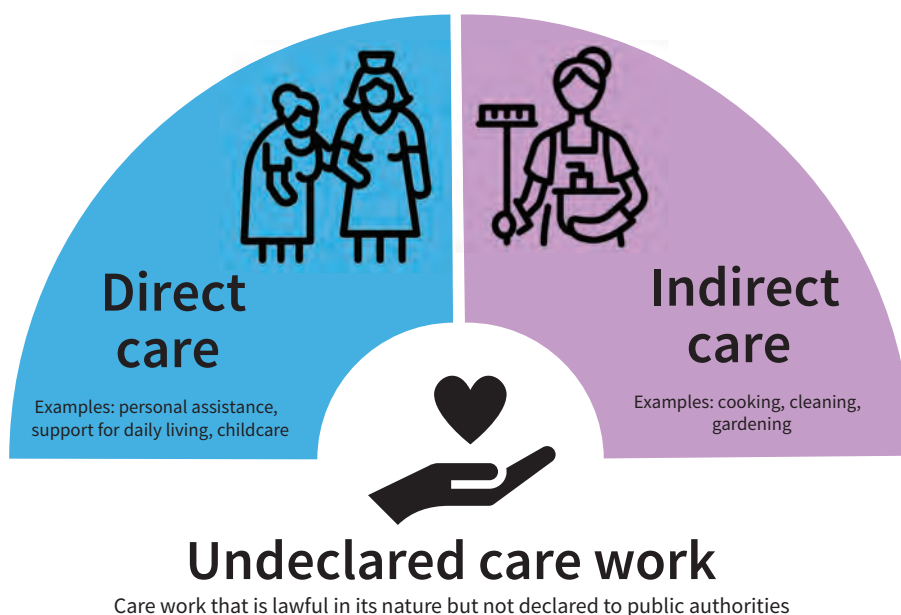 Direct
care
Examples: personal assistance,
support for daily living, childcare
Indirect
care
Examples: cooking, cleaning,
gardening
Undeclared care work
Care work that is lawful in its nature but not declared to public authorities